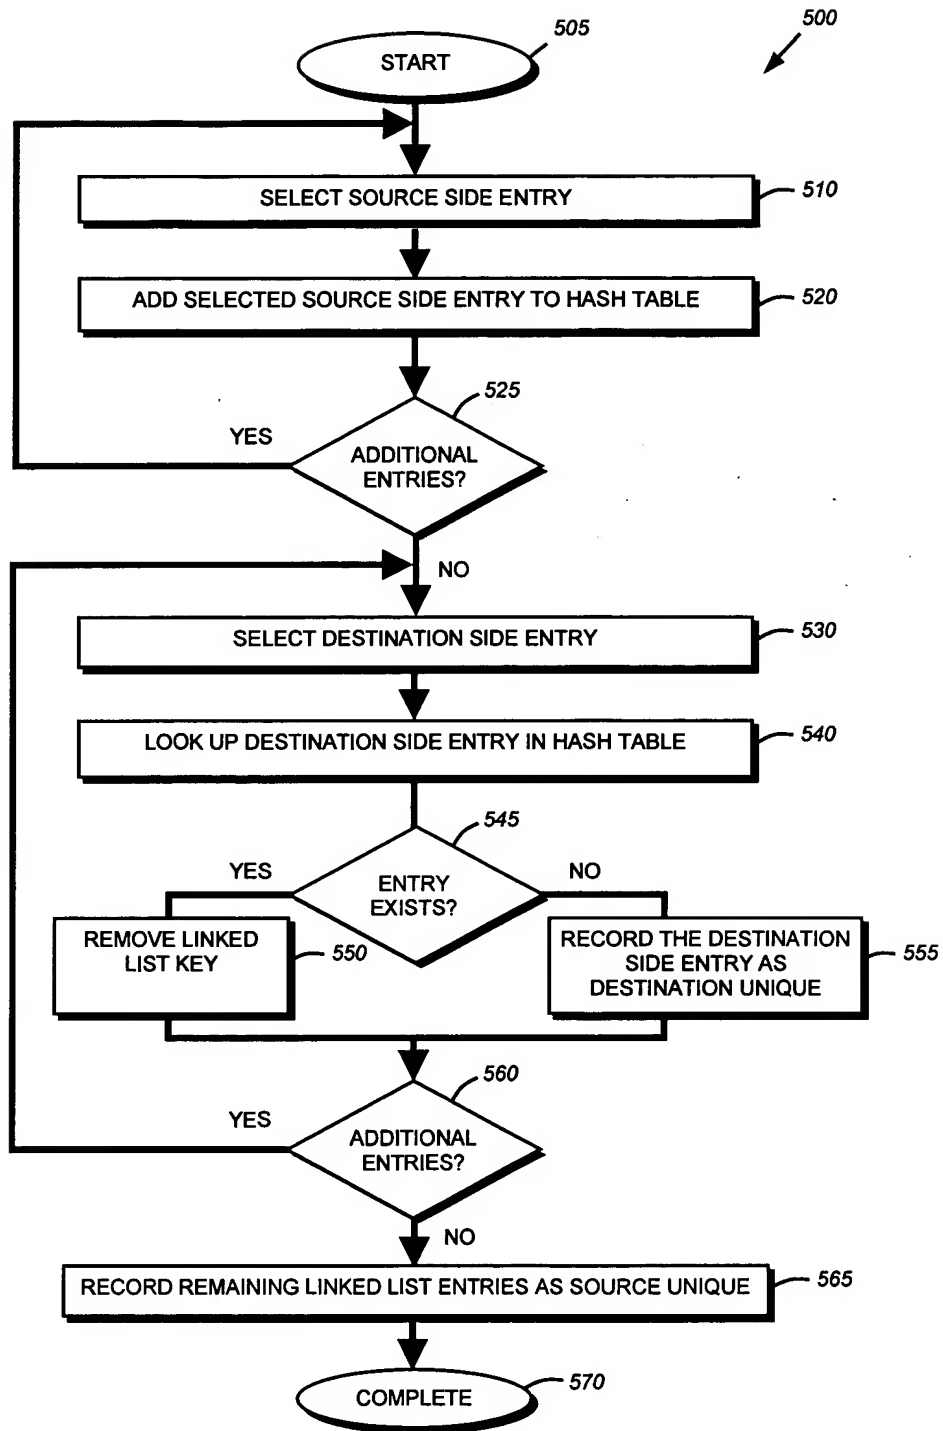 500
505
START
SELECT SOURCE SIDE ENTRY
510
ADD SELECTED SOURCE SIDE ENTRY TO HASH TABLE
520
525
YES
ADDITIONAL
ENTRIES?
NO
SELECT DESTINATION SIDE ENTRY
530
LOOK UP DESTINATION SIDE ENTRY IN HASH TABLE
540
545
YES
ENTRY
EXISTS?
NO
REMOVE LINKED
LIST KEY
550
RECORD THE DESTINATION
SIDE ENTRY AS
DESTINATION UNIQUE
555
560
YES
ADDITIONAL
ENTRIES?
NO
RECORD REMAINING LINKED LIST ENTRIES AS SOURCE UNIQUE
565
COMPLETE
570